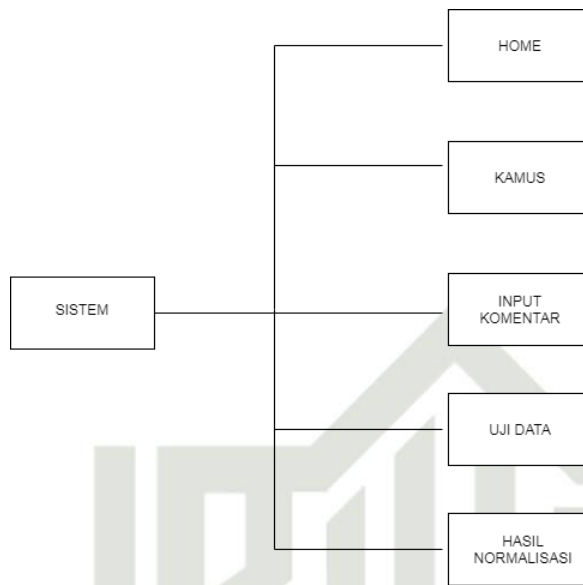 HOME
KAMUS
SISTEM
INPUT
KOMENTAR
UJI DATA
HASIL
NORMALISASI